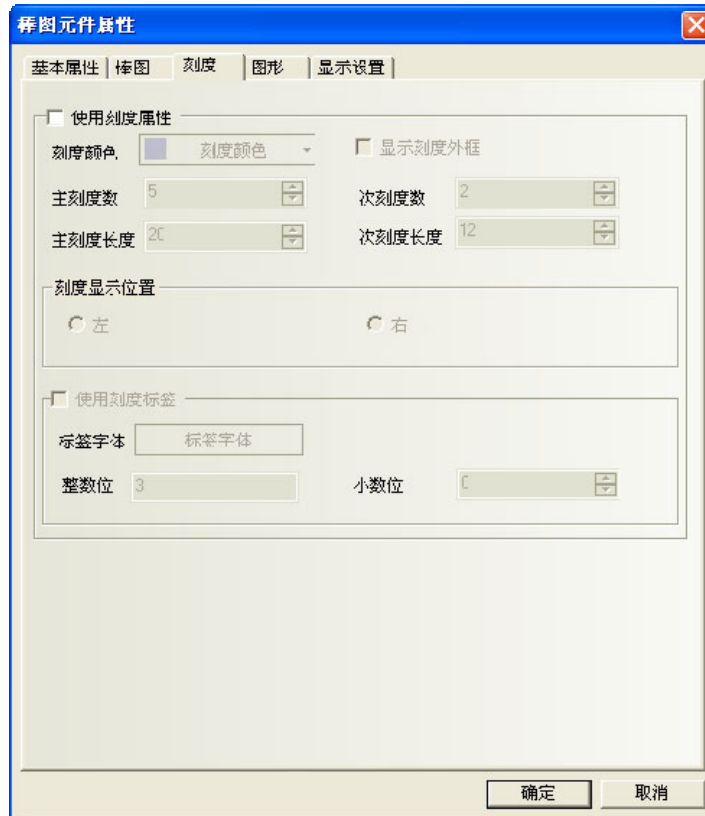 棒图元件属性
基本属性 棒图 刻度 图形 显示设置
使用刻度属性
刻度颜色 刻度颜色 显示刻度外框
主刻度数 5 次刻度数 2
主刻度长度 20 次刻度长度 12
刻度显示位置
左 右
使用刻度标签
标签字体 标签字体
整数位 3 小数位 0
确定 取消